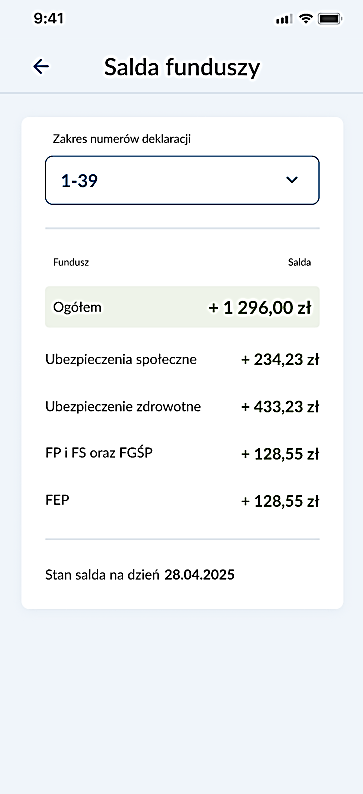 9:41
Salda funduszy
Zakres numerów deklaracji
1-39
Fundusz Salda
Ogółem + 1 296,00 zł
Ubezpieczenia społeczne + 234,23 zł
Ubezpieczenie zdrowotne + 433,23 zł
FP i FS oraz FGŚP + 128,55 zł
FEP + 128,55 zł
Stan salda na dzień 28.04.2025